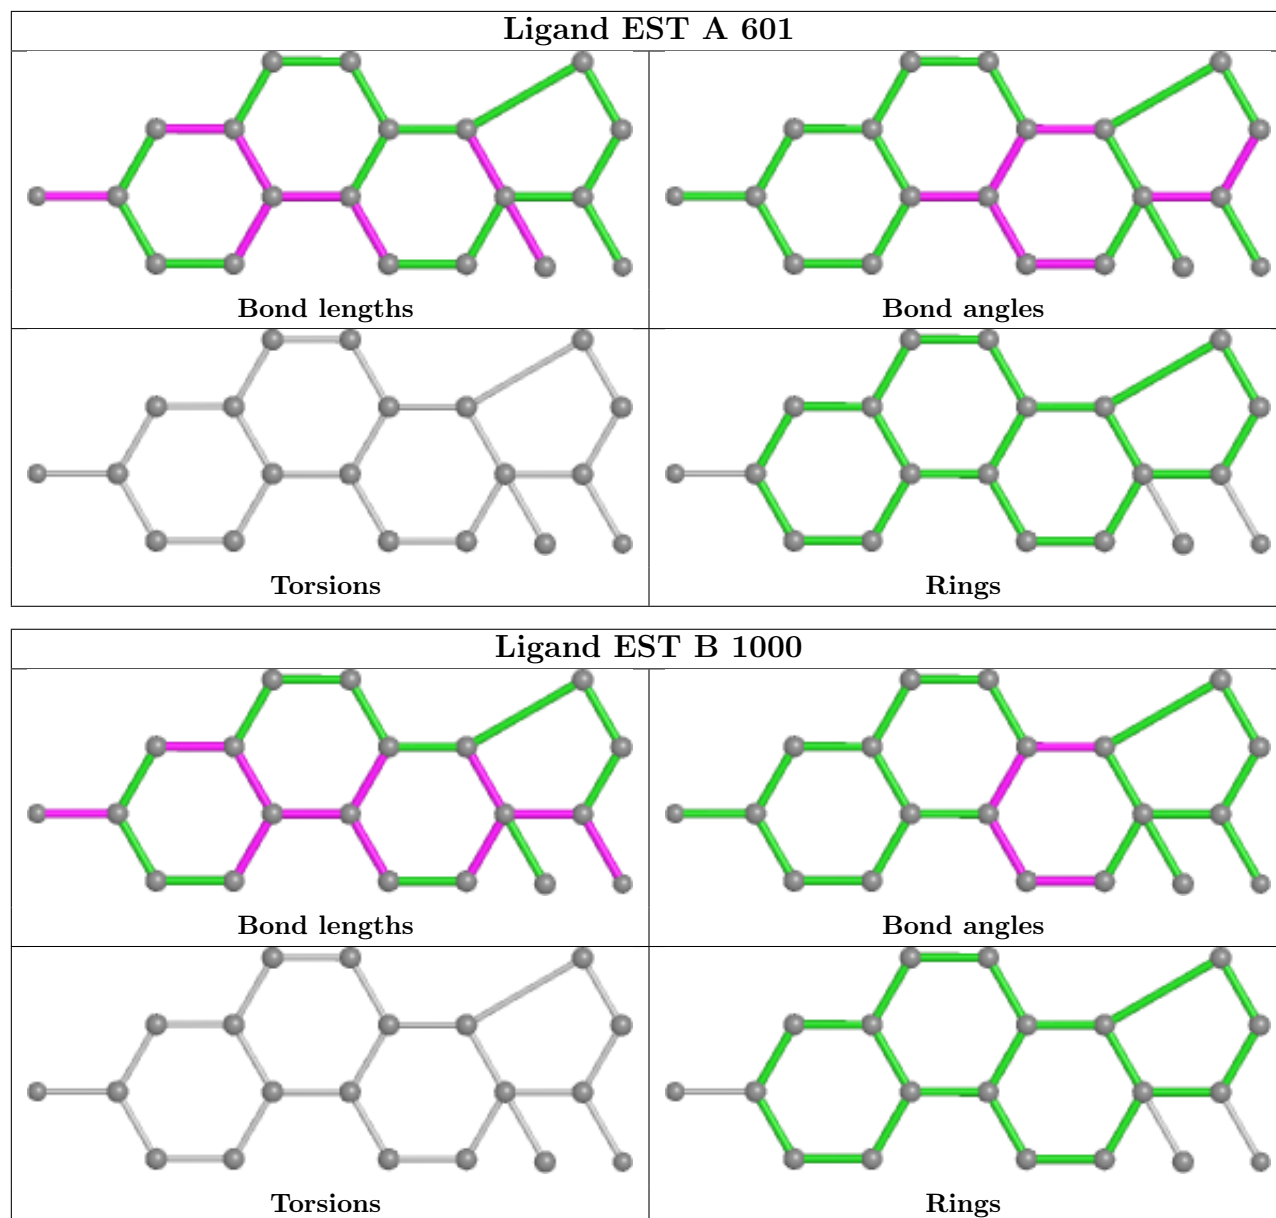 Ligand EST A 601
Bond lengths
Bond angles
Torsions
Rings
Ligand EST B 1000
Bond lengths
Bond angles
Torsions
Rings